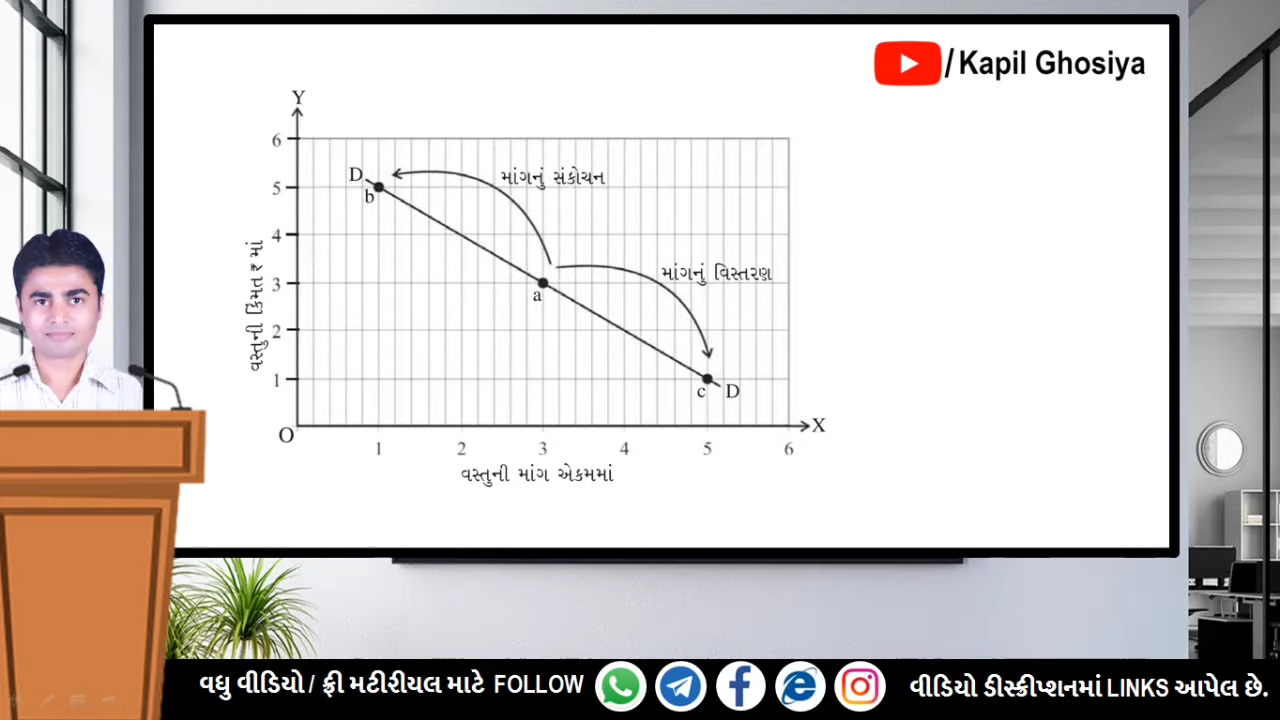 /Kapil Ghosiya
Y
6
5
4
3
2
1
O
1 2 3 4 5 6
X
D
b
a
c
D
માંગનું સંકોચન
માંગનું વિસ્તરણ
વસ્તુની કિંમત ₹ માં
વસ્તુની માંગ એકમમાં
વધુ વીડિયો / ફ્રી મટીરીયલ માટે FOLLOW
વીડિયો ડીસ્ક્રીપ્શનમાં LINKS આપેલ છે.